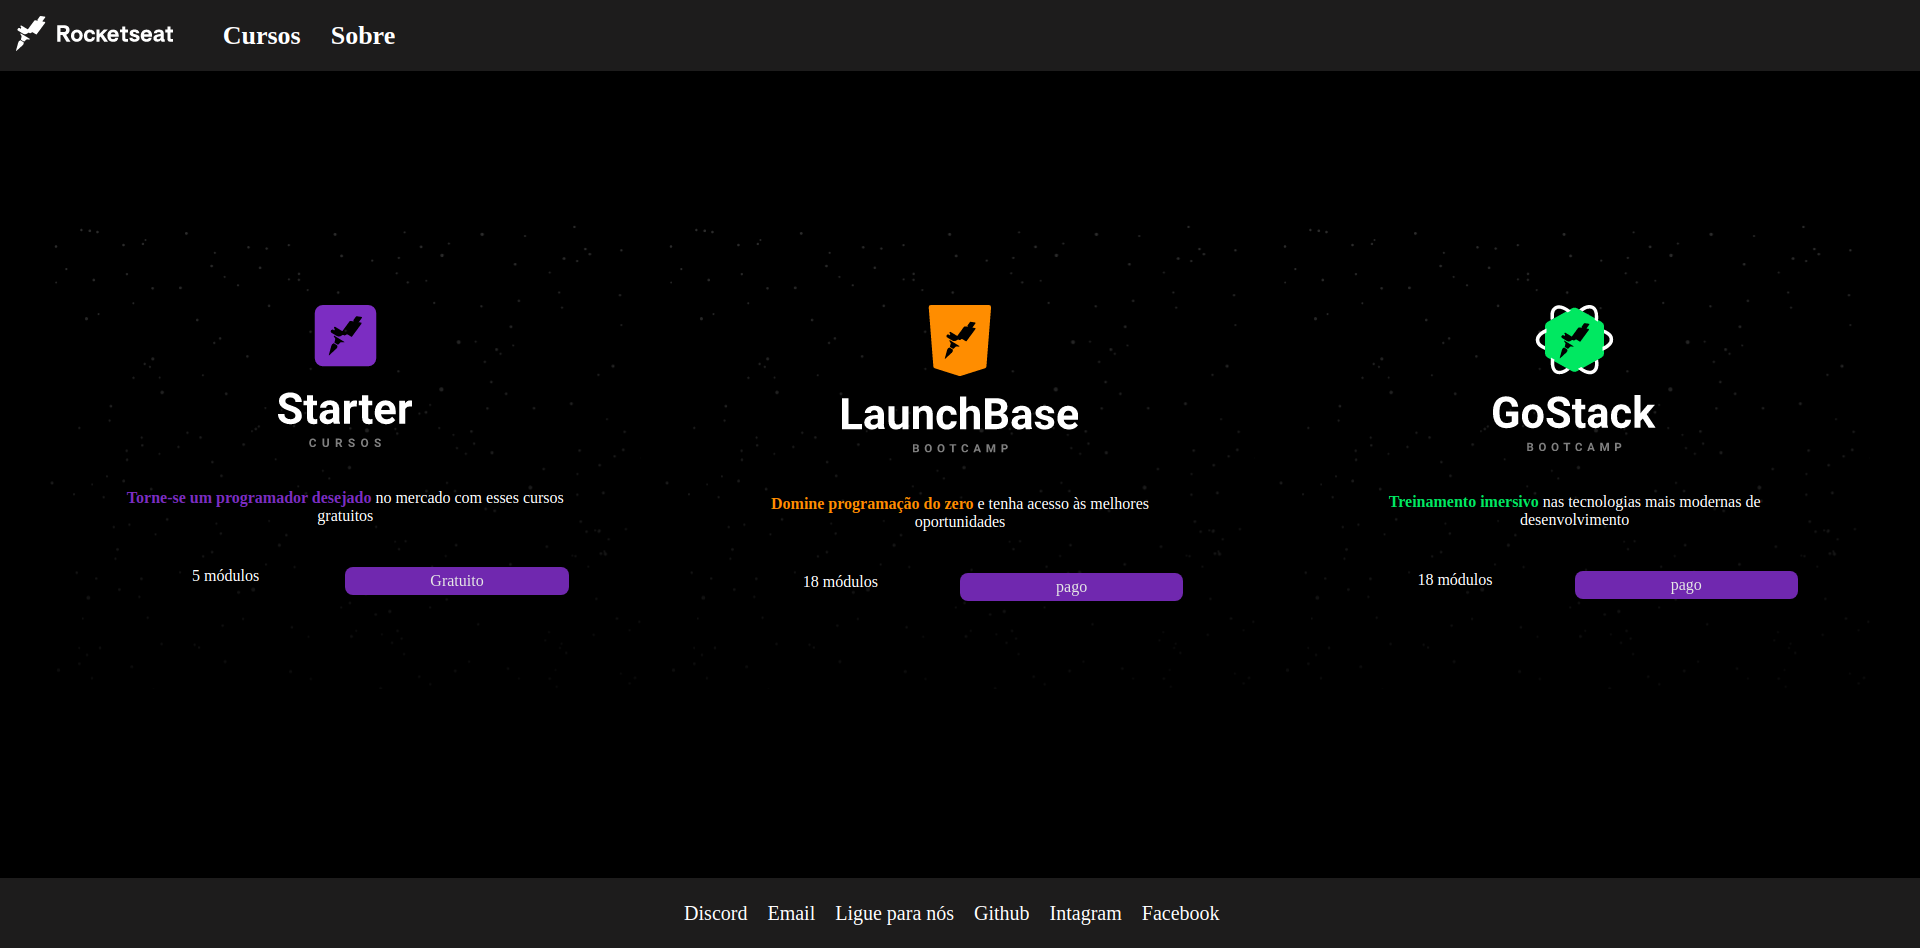 Rocketseat Cursos Sobre
Starter
CURSOS
Torne-se um programador desejado no mercado com esses cursos
gratuitos
5 módulos Gratuito
LaunchBase
BOOTCAMP
Domine programação do zero e tenha acesso às melhores
oportunidades
18 módulos pago
GoStack
BOOTCAMP
Treinamento imersivo nas tecnologias mais modernas de
desenvolvimento
18 módulos pago
Discord Email Ligue para nós Github Intagram Facebook